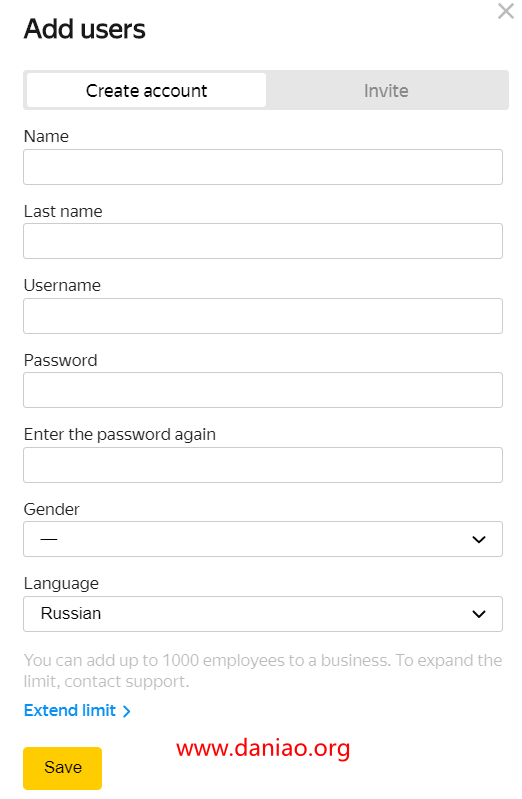 Add users
Create account
Invite
Name
Last name
Username
Password
Enter the password again
Gender
—
Language
Russian
You can add up to 1000 employees to a business. To expand the
limit, contact support.
Extend limit
www.daniao.org
Save